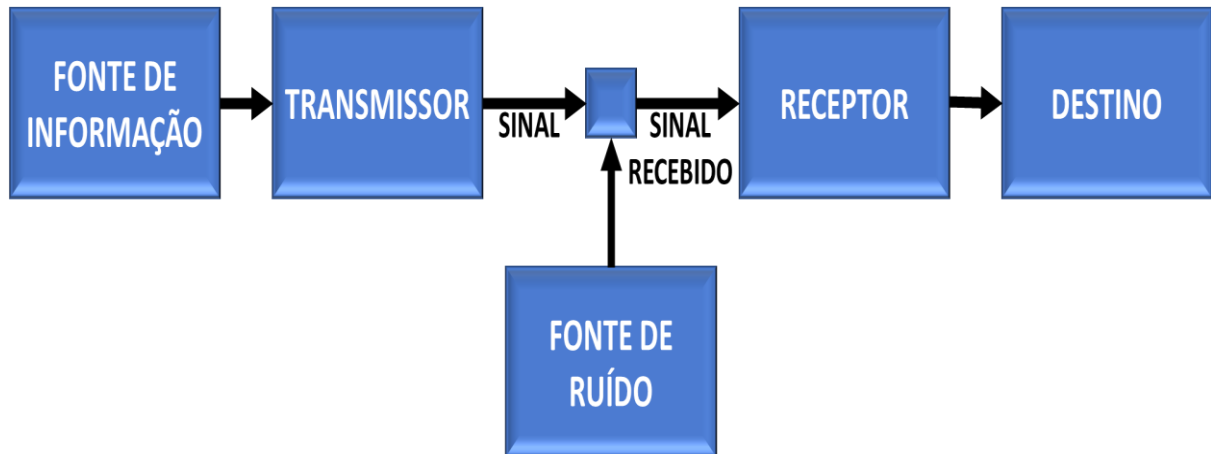 FONTE DE
INFORMAÇÃO
TRANSMISSOR
SINAL
SINAL
RECEBIDO
RECEPTOR
DESTINO
FONTE DE
RUÍDO